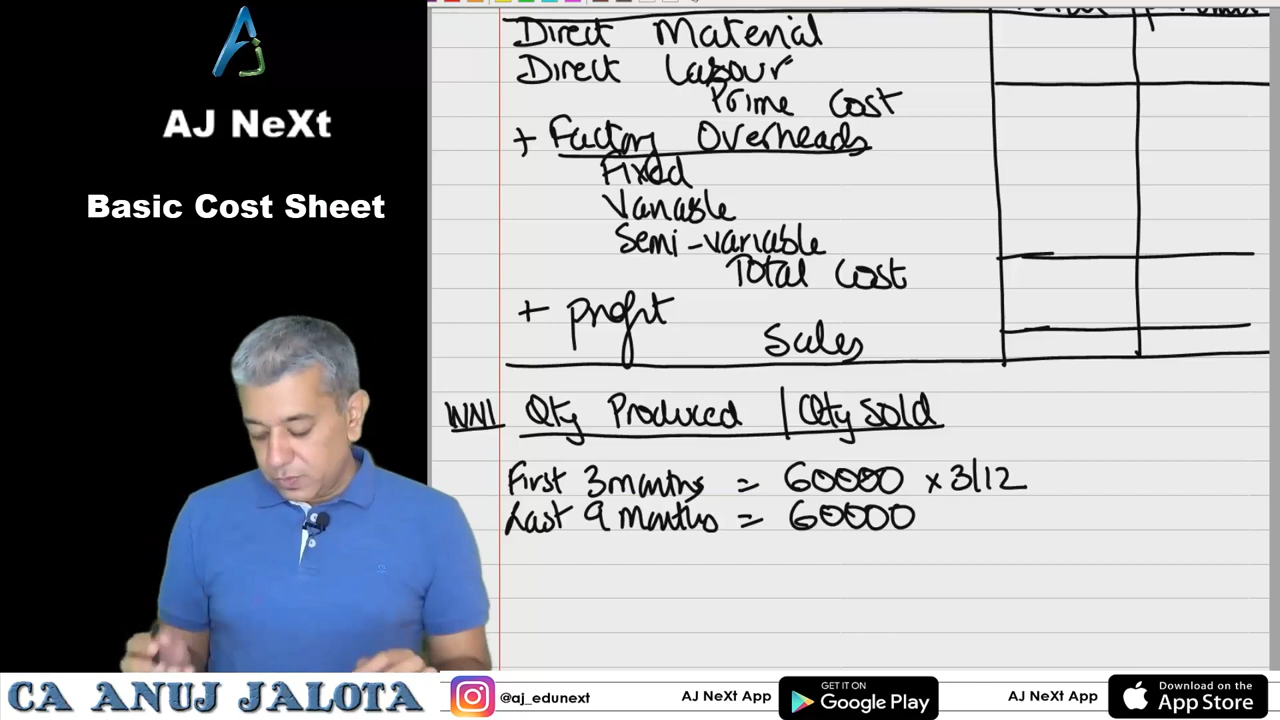 AJ NeXt
Basic Cost Sheet
Direct Material
Direct Labour
Prime Cost
+ Factory Overheads
Fixed
Variable
Semi-variable
Total Cost
+ Profit
Sales
WN1 Qty Produced | Qty Sold
First 3 months = 60000 x 3/12
Last 9 months = 60000
CA ANUJ JALOTA
@aj_edunext
AJ NeXt App
GET IT ON
Google Play
AJ NeXt App
Download on the
App Store